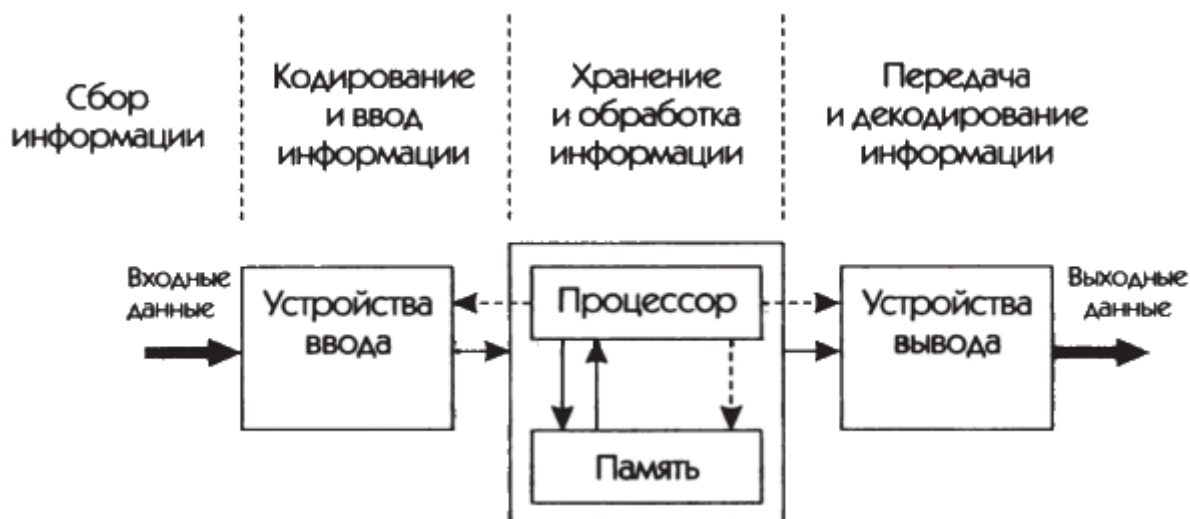 Сбор
информации
Кодирование
и ввод
информации
Хранение
и обработка
информации
Передача
и декодирование
информации
Входные
данные
Устройства
ввода
Процессор
Память
Устройства
вывода
Выходные
данные